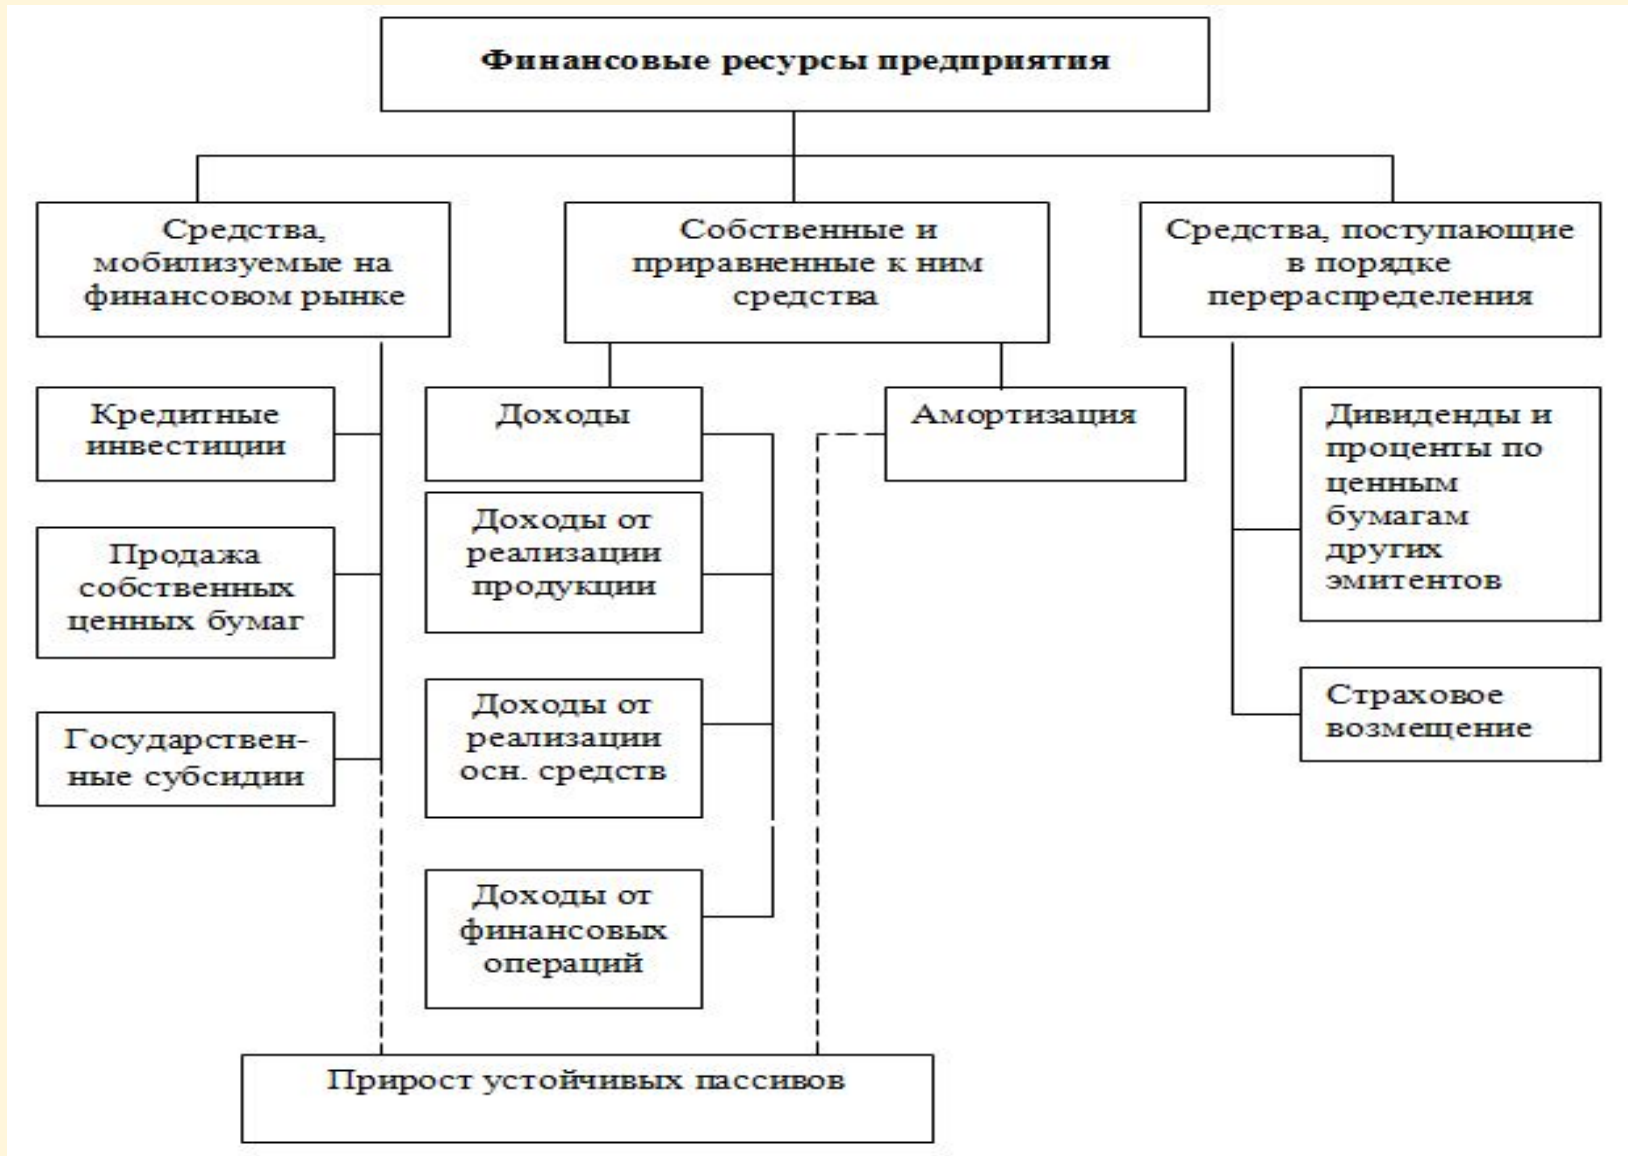 Финансовые ресурсы предприятия
Средства,
мобилизуемые на
финансовом рынке
Собственные и
приравненные к ним
средства
Средства, поступающие
в порядке
перераспределения
Кредитные
инвестиции
Продажа
собственных
ценных бумаг
Государствен-
ные субсидии
Доходы
Доходы от
реализации
продукции
Доходы от
реализации
осн. средств
Доходы от
финансовых
операций
Амортизация
Дивиденды и
проценты по
ценным
бумагам
других
эмитентов
Страховое
возмещение
Прирост устойчивых пассивов